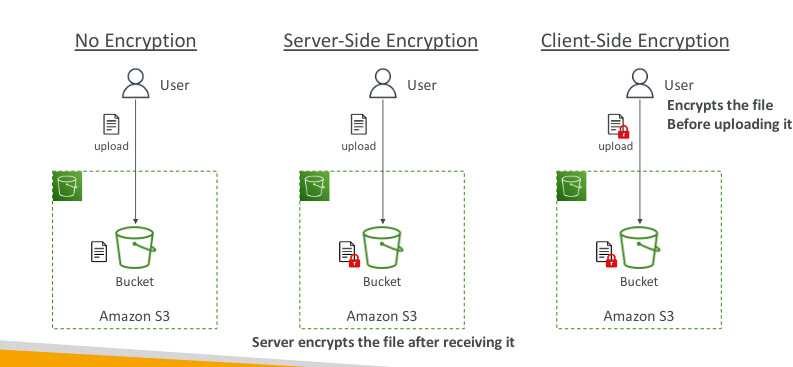 No Encryption
User
upload
Bucket
Amazon S3
Server-Side Encryption
User
upload
Bucket
Amazon S3
Server encrypts the file after receiving it
Client-Side Encryption
User
Encrypts the file
Before uploading it
upload
Bucket
Amazon S3